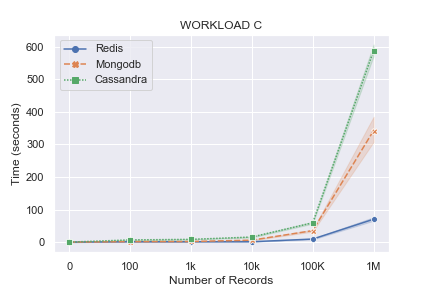 WORKLOAD C
Redis
Mongodb
Cassandra
600
500
400
300
200
100
0
Time (seconds)
0 100 1k 10k 100K 1M
Number of Records